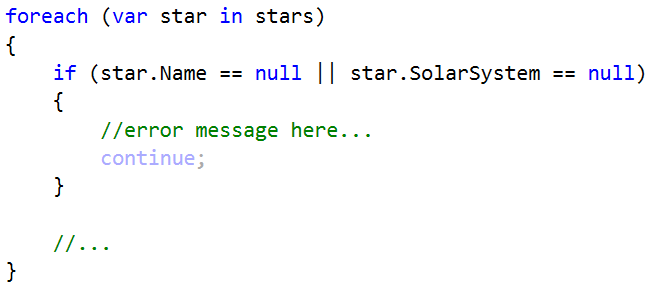 foreach (var star in stars)
{
    if (star.Name == null || star.SolarSystem == null)
    {
        //error message here...
        continue;
    }

    //...
}